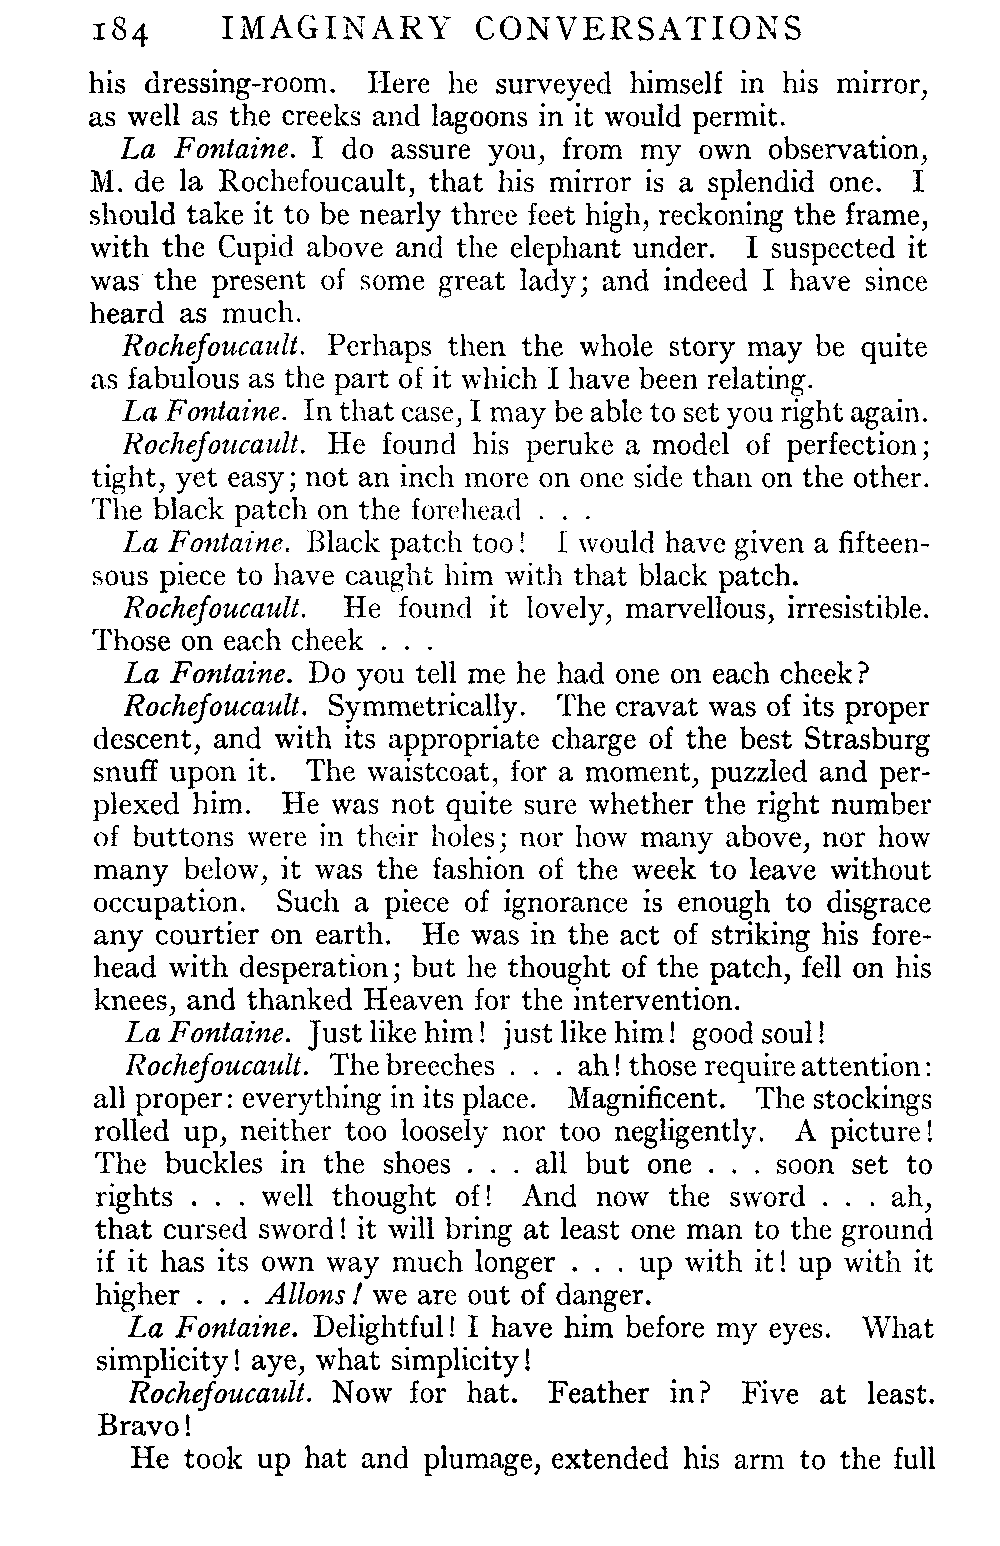 184 IMAGINARY CONVERSATIONS
his dressing-room. Here he surveyed himself in his mirror,
as well as the creeks and lagoons in it would permit.
La Fontaine. I do assure you, from my own observation,
M. de la Rochefoucault, that his mirror is a splendid one. I
should take it to be nearly three feet high, reckoning the frame,
with the Cupid above and the elephant under. I suspected it
was the present of some great lady; and indeed I have since
heard as much.
Rochefoucault. Perhaps then the whole story may be quite
as fabulous as the part of it which I have been relating.
La Fontaine. In that case, I may be able to set you right again.
Rochefoucault. He found his peruke a model of perfection;
tight, yet easy; not an inch more on one side than on the other.
The black patch on the forehead . . .
La Fontaine. Black patch too! I would have given a fifteen-
sous piece to have caught him with that black patch.
Rochefoucault. He found it lovely, marvellous, irresistible.
Those on each cheek . . .
La Fontaine. Do you tell me he had one on each cheek?
Rochefoucault. Symmetrically. The cravat was of its proper
descent, and with its appropriate charge of the best Strasburg
snuff upon it. The waistcoat, for a moment, puzzled and per-
plexed him. He was not quite sure whether the right number
of buttons were in their holes; nor how many above, nor how
many below, it was the fashion of the week to leave without
occupation. Such a piece of ignorance is enough to disgrace
any courtier on earth. He was in the act of striking his fore-
head with desperation; but he thought of the patch, fell on his
knees, and thanked Heaven for the intervention.
La Fontaine. Just like him! just like him! good soul!
Rochefoucault. The breeches . . . ah! those require attention:
all proper: everything in its place. Magnificent. The stockings
rolled up, neither too loosely nor too negligently. A picture!
The buckles in the shoes . . . all but one . . . soon set to
rights . . . well thought of! And now the sword . . . ah,
that cursed sword! it will bring at least one man to the ground
if it has its own way much longer . . . up with it! up with it
higher . . . Allons! we are out of danger.
La Fontaine. Delightful! I have him before my eyes. What
simplicity! aye, what simplicity!
Rochefoucault. Now for hat. Feather in? Five at least.
Bravo!
He took up hat and plumage, extended his arm to the full